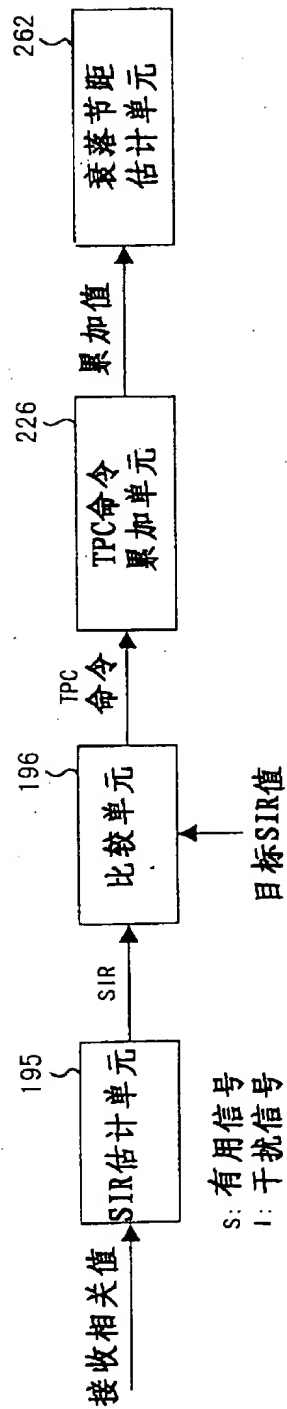 接收相关值
195
SIR估计单元
SIR
196
比较单元
目标SIR值
TPC
命令
226
TPC命令
累加单元
累加值
262
衰落节距
估计单元
S: 有用信号
I: 干扰信号